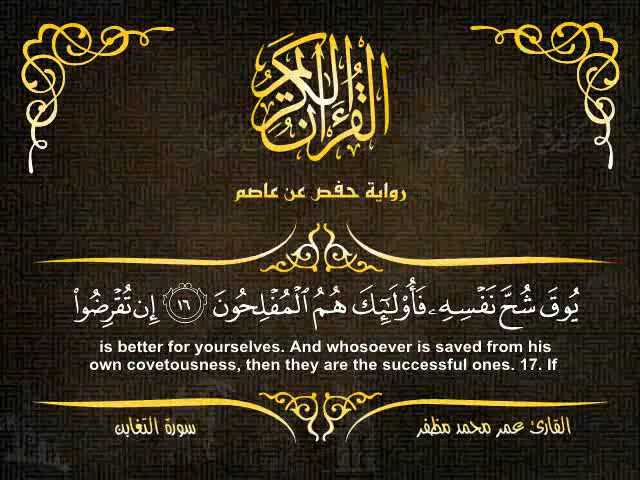 القرءان الكريم
رواية حفص عن عاصم
يُوقَ شُحَّ نَفْسِهِۦ فَأُو۟لَـٰٓئِكَ هُمُ ٱلْمُفْلِحُونَ ١٦ إِن تُقْرِضُوا۟
is better for yourselves. And whosoever is saved from his
own covetousness, then they are the successful ones. 17. If
القارئ عمر محمد مظفر
سورة التغابن